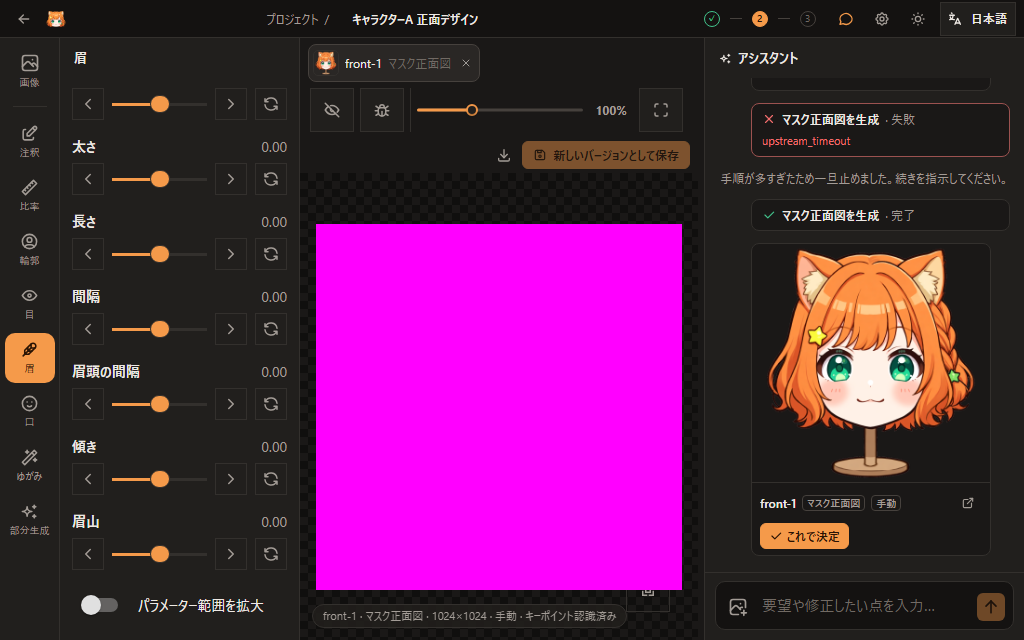 プロジェクト / キャラクターA 正面デザイン
2
3
日本語
画像
注釈
比率
輪郭
目
眉
口
ゆがみ
部分生成
眉
太さ 0.00
長さ 0.00
間隔 0.00
眉頭の間隔 0.00
傾き 0.00
眉山 0.00
パラメーター範囲を拡大
front-1 マスク正面図
100%
新しいバージョンとして保存
front-1 · マスク正面図 · 1024×1024 · 手動 · キーポイント認識済み
アシスタント
マスク正面図を生成 · 失敗
upstream_timeout
手順が多すぎたため一旦止めました。続きを指示してください。
マスク正面図を生成 · 完了
front-1 マスク正面図 手動
これで決定
要望や修正したい点を入力...